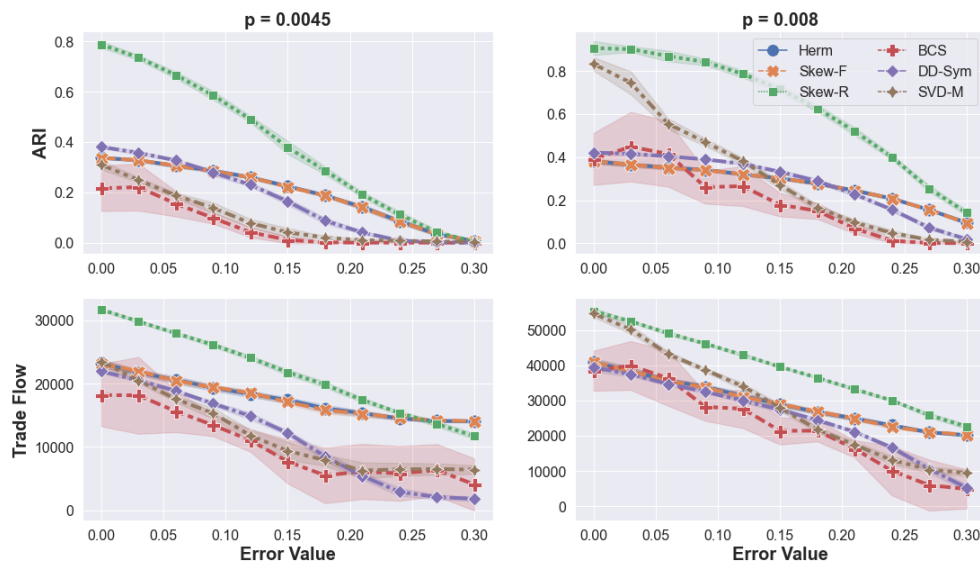 p = 0.0045
p = 0.008
ARI
0.8
0.6
0.4
0.2
0.0
0.00 0.05 0.10 0.15 0.20 0.25 0.30
0.8
0.6
0.4
0.2
0.0
Herm
Skew-F
Skew-R
BCS
DD-Sym
SVD-M
0.00 0.05 0.10 0.15 0.20 0.25 0.30
Trade Flow
30000
20000
10000
0
0.00 0.05 0.10 0.15 0.20 0.25 0.30
Error Value
50000
40000
30000
20000
10000
0
0.00 0.05 0.10 0.15 0.20 0.25 0.30
Error Value